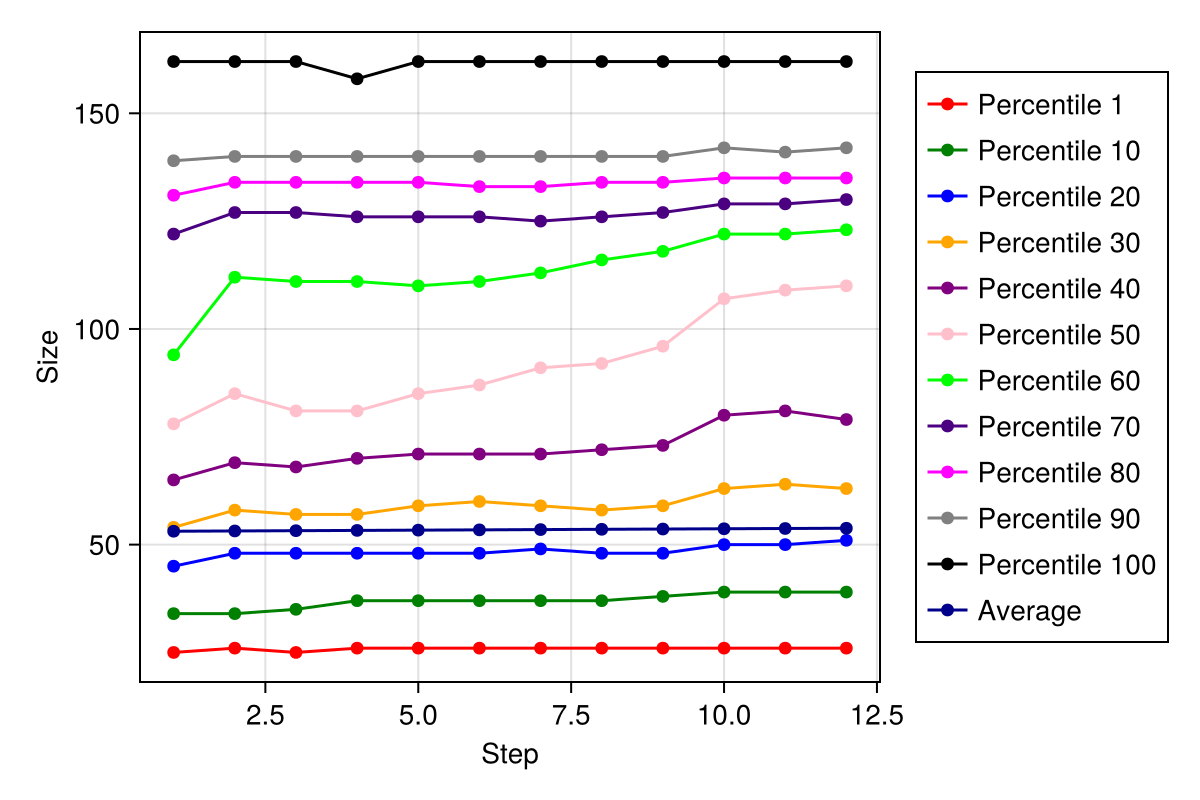 150
100
50
Size
2.5
5.0
7.5
10.0
12.5
Step
Percentile 1
Percentile 10
Percentile 20
Percentile 30
Percentile 40
Percentile 50
Percentile 60
Percentile 70
Percentile 80
Percentile 90
Percentile 100
Average